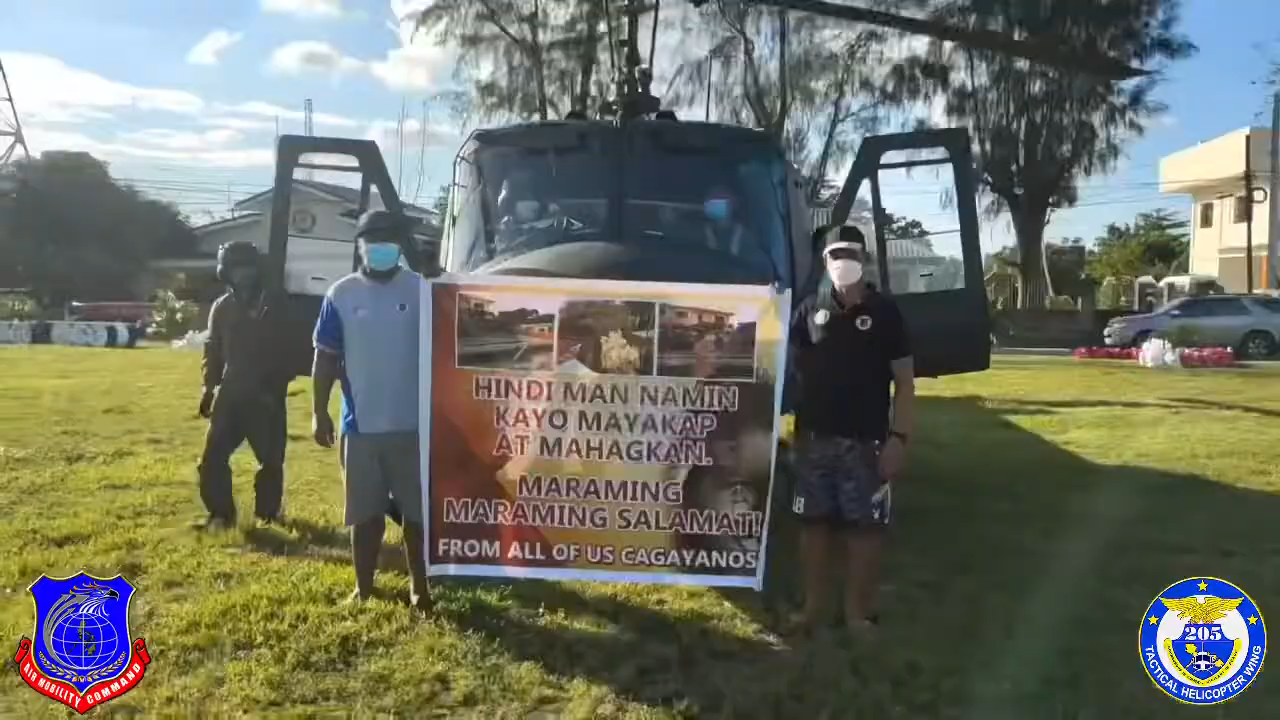 HINDI MAN NAMIN
KAYO MAYAKAP
AT MAHAGKAN.
MARAMING
MARAMING SALAMAT!
FROM ALL OF US CAGAYANOS
AIR MOBILITY COMMAND
205
TACTICAL HELICOPTER WING